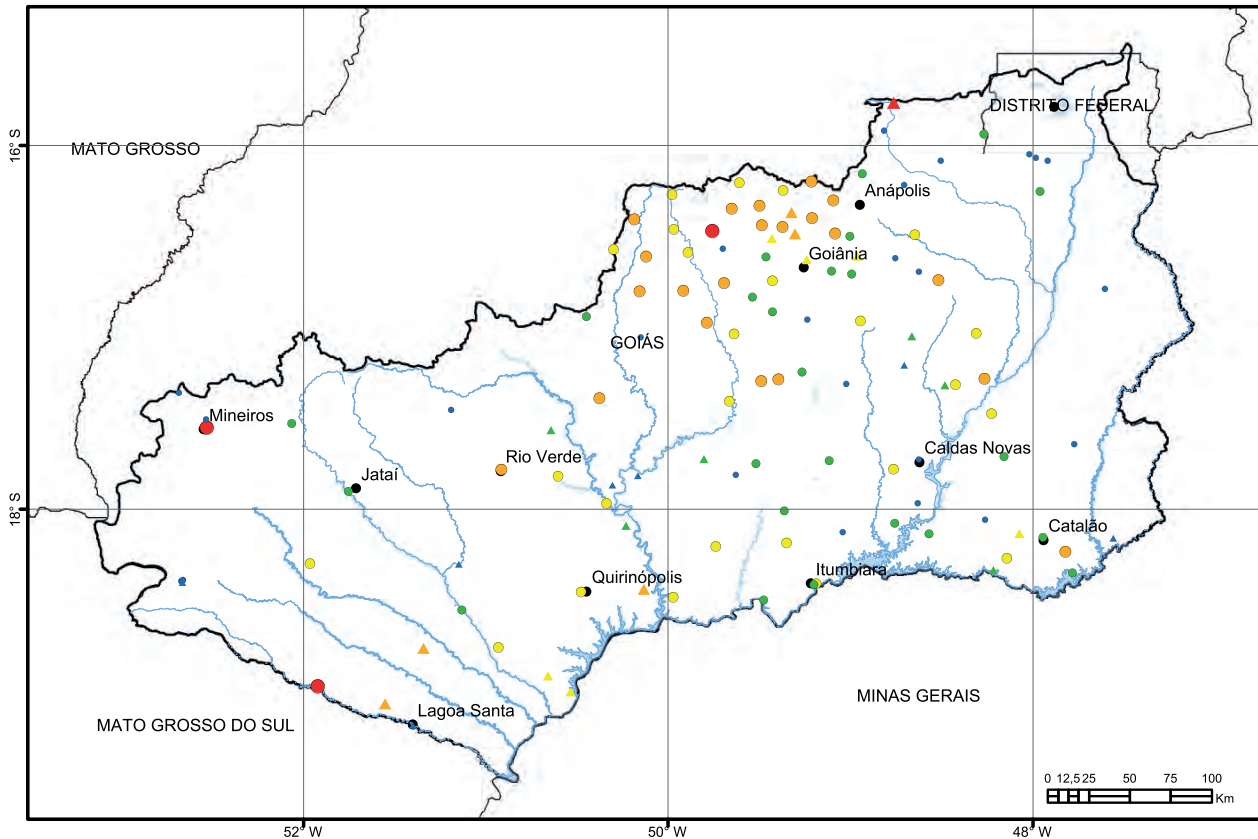 DISTRITO FEDERAL
16°S
MATO GROSSO
Anápolis
Goiânia
GOIÁS
Mineiros
Caldas Novas
Rio Verde
Jataí
18°S
Catalão
Itumbiara
Quirinópolis
MINAS GERAIS
Lagoa Santa
MATO GROSSO DO SUL
0 12,5 25 50 75 100
Km
52° W 50° W 48° W